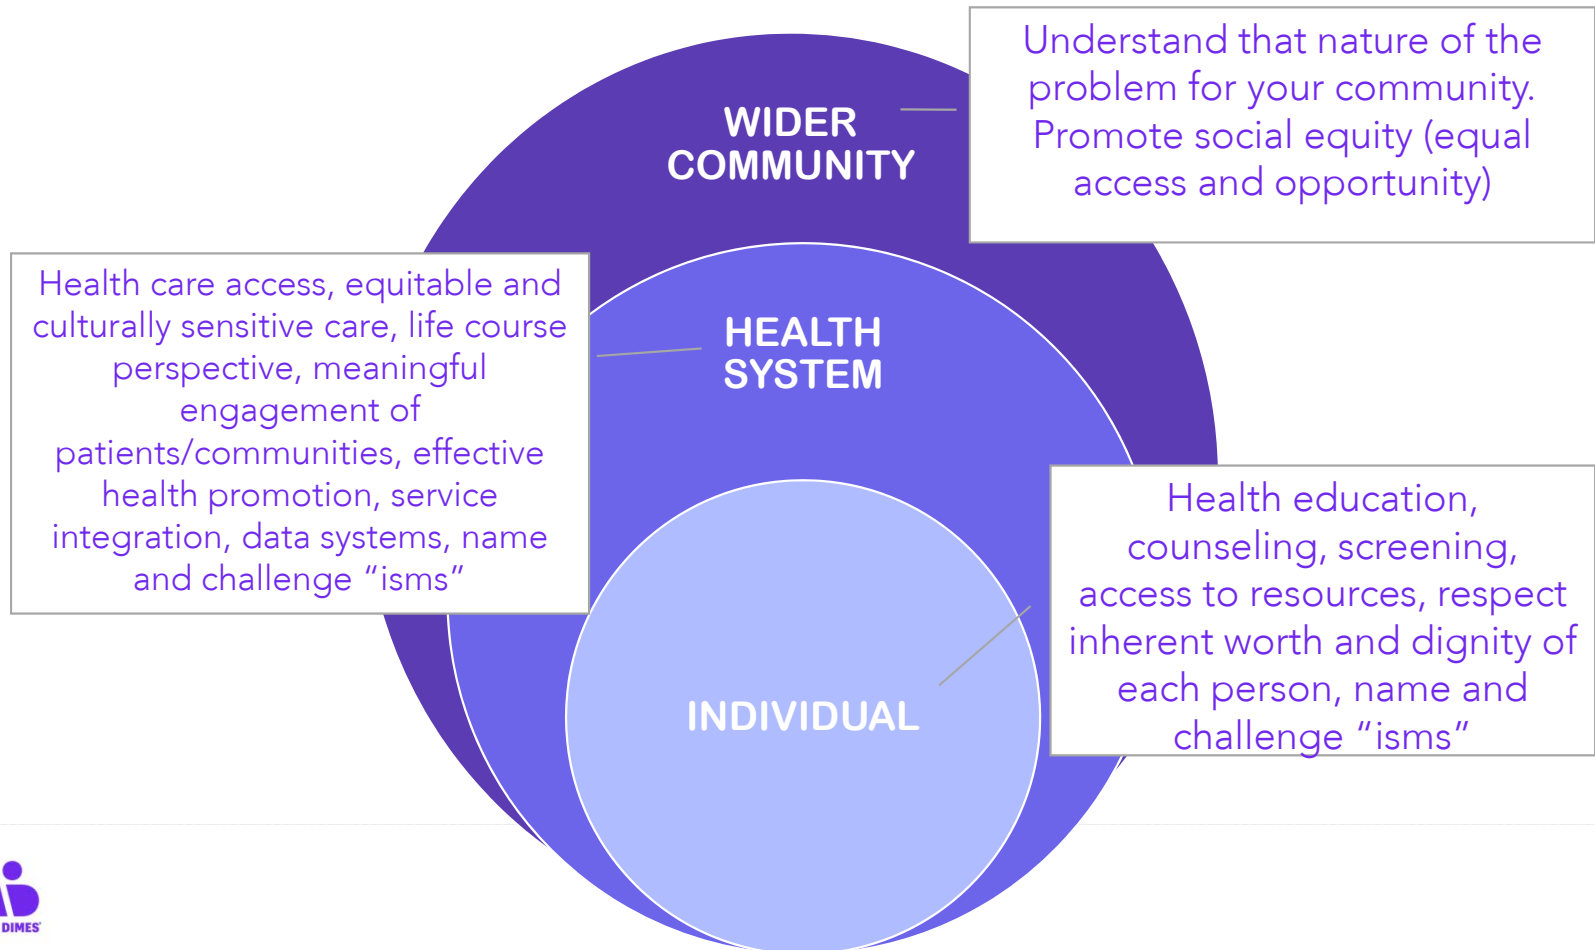 WIDER
COMMUNITY
Understand that nature of the
problem for your community.
Promote social equity (equal
access and opportunity)
Health care access, equitable and
culturally sensitive care, life course
perspective, meaningful
engagement of
patients/communities, effective
health promotion, service
integration, data systems, name
and challenge “isms”
HEALTH
SYSTEM
Health education,
counseling, screening,
access to resources, respect
inherent worth and dignity of
each person, name and
challenge “isms”
INDIVIDUAL
DIMES